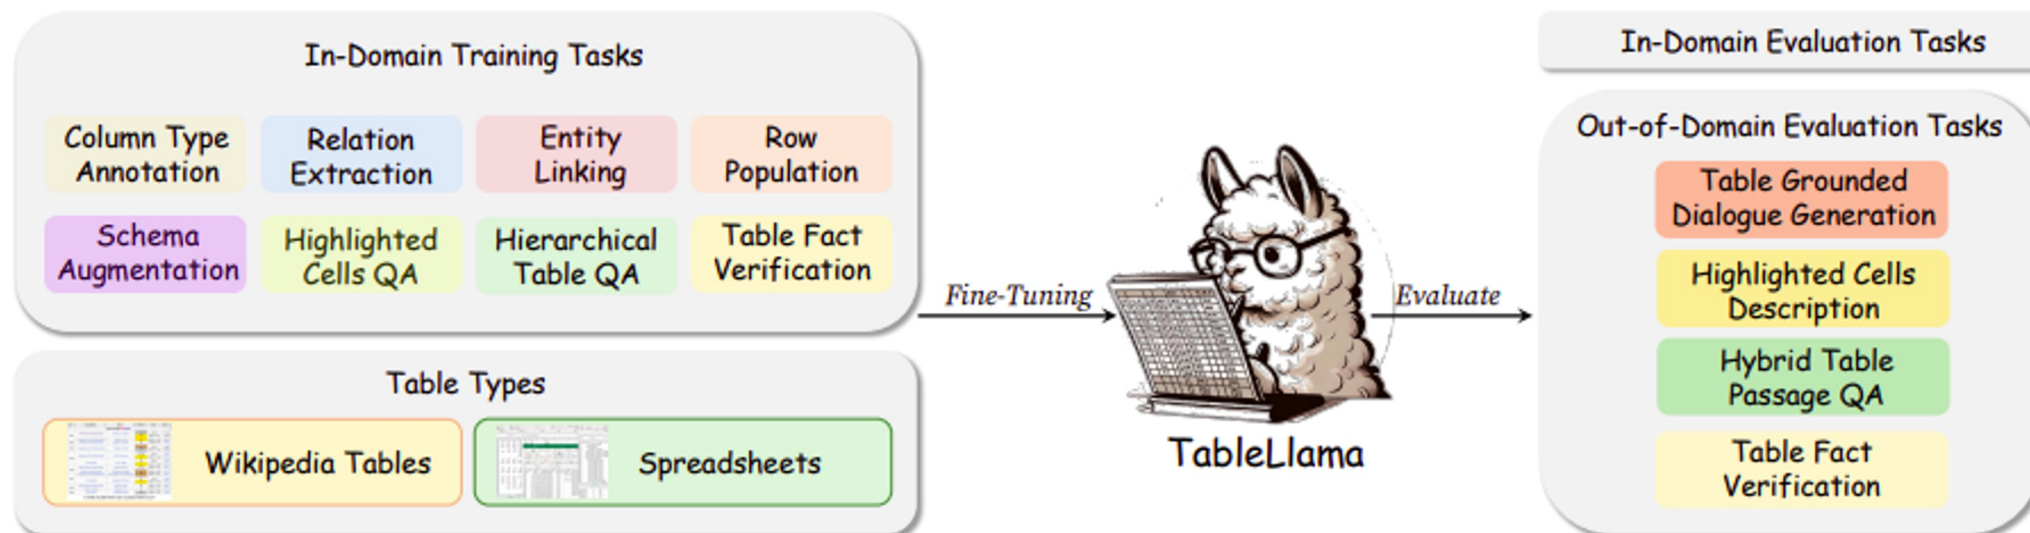 In-Domain Training Tasks
Column Type
Annotation
Relation
Extraction
Entity
Linking
Row
Population
Schema
Augmentation
Highlighted
Cells QA
Hierarchical
Table QA
Table Fact
Verification
Table Types
Wikipedia Tables
Spreadsheets
Fine-Tuning
TableLlama
Evaluate
In-Domain Evaluation Tasks
Out-of-Domain Evaluation Tasks
Table Grounded
Dialogue Generation
Highlighted Cells
Description
Hybrid Table
Passage QA
Table Fact
Verification